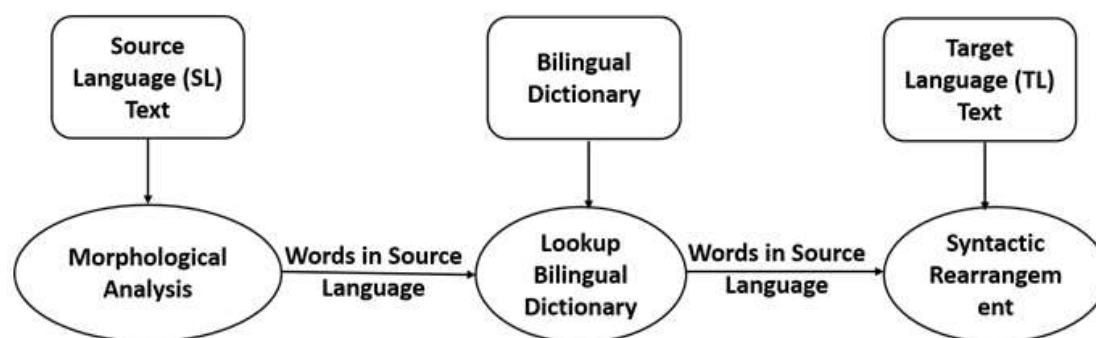 Source
Language (SL)
Text
Bilingual
Dictionary
Target
Language (TL)
Text
Morphological
Analysis
Words in Source
Language
Lookup
Bilingual
Dictionary
Words in Source
Language
Syntactic
Rearrangem
ent